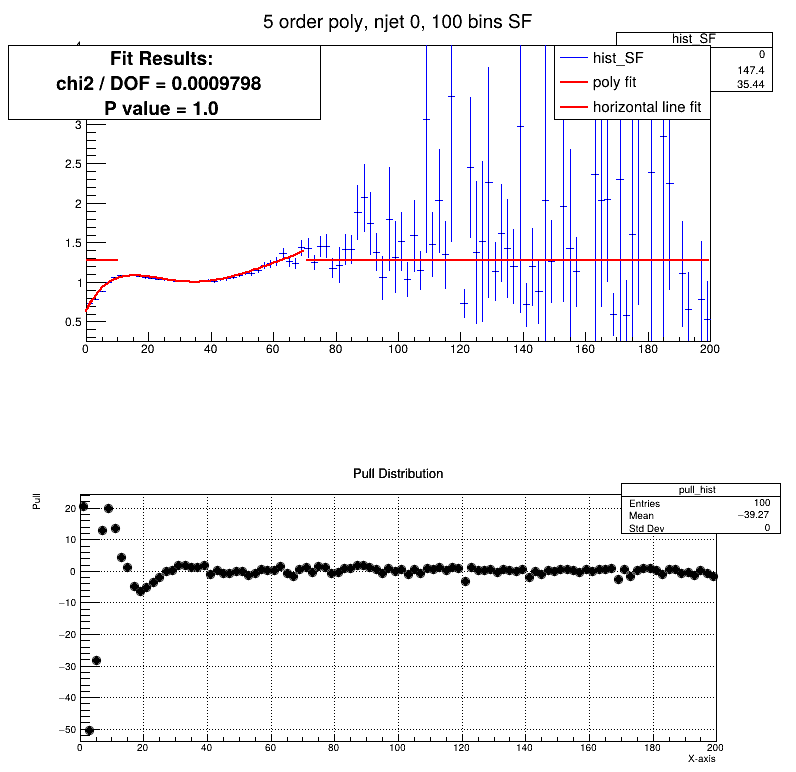 5 order poly, njet 0, 100 bins SF
hist_SF
0
147.4
35.44
Fit Results:
chi2 / DOF = 0.0009798
P value = 1.0
hist_SF
poly fit
horizontal line fit
3
2.5
2
1.5
1
0.5
0 20 40 60 80 100 120 140 160 180 200
Pull Distribution
Pull
pull_hist
Entries 100
Mean −39.27
Std Dev 0
20
10
0
−10
−20
−30
−40
−50
0 20 40 60 80 100 120 140 160 180 200
X-axis